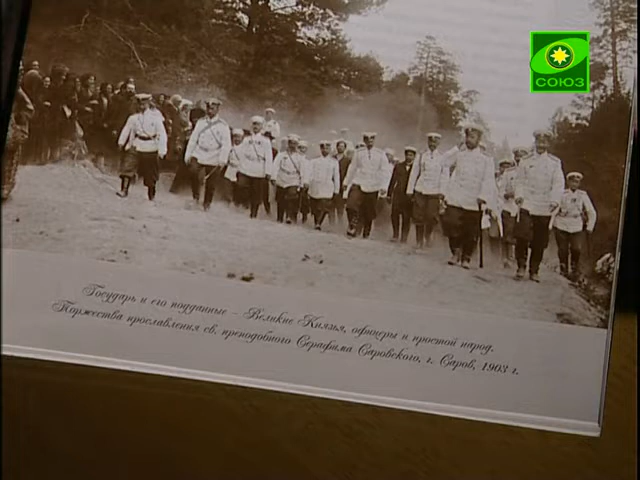 СОЮЗ
Государь и его подданные – Великие Князья, офицеры и простой народ.
Торжества прославления св. преподобного Серафима Саровского, г. Саров, 1903 г.